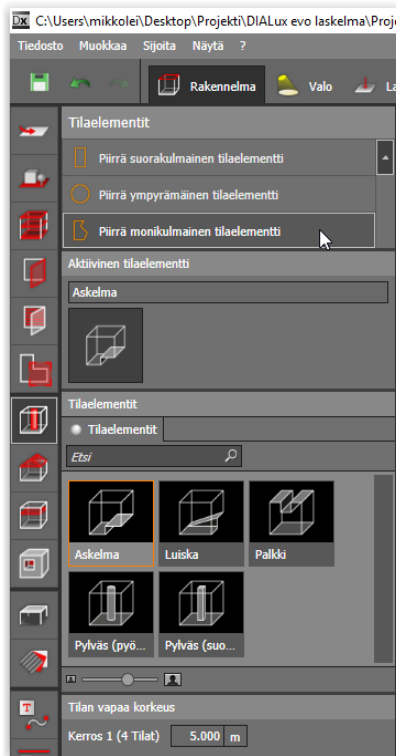 Dx C:\Users\mikkolei\Desktop\Projekti\DIALux evo laskelma\Proje
Tiedosto Muokkaa Sijoita Näytä ?
Rakennelma Valo La
Tilaelementit
Piirrä suorakulmainen tilaelementti
Piirrä ympyrämäinen tilaelementti
Piirrä monikulmainen tilaelementti
Aktiivinen tilaelementti
Askelma
Tilaelementit
Tilaelementit
Etsi
Askelma Luiska Palkki
Pylväs (pyö... Pylväs (suo...
Tilan vapaa korkeus
Kerros 1 (4 Tilat) 5.000 m
T